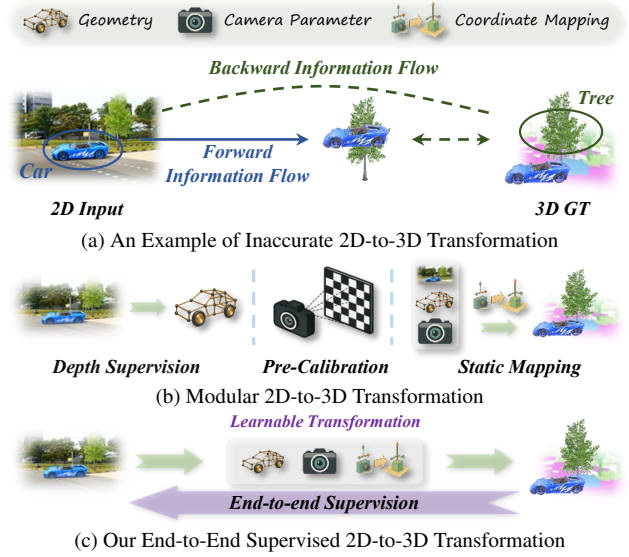 Geometry Camera Parameter Coordinate Mapping
Backward Information Flow
Tree
Car
Forward
Information Flow
2D Input 3D GT
(a) An Example of Inaccurate 2D-to-3D Transformation
Depth Supervision Pre-Calibration Static Mapping
(b) Modular 2D-to-3D Transformation
Learnable Transformation
End-to-end Supervision
(c) Our End-to-End Supervised 2D-to-3D Transformation